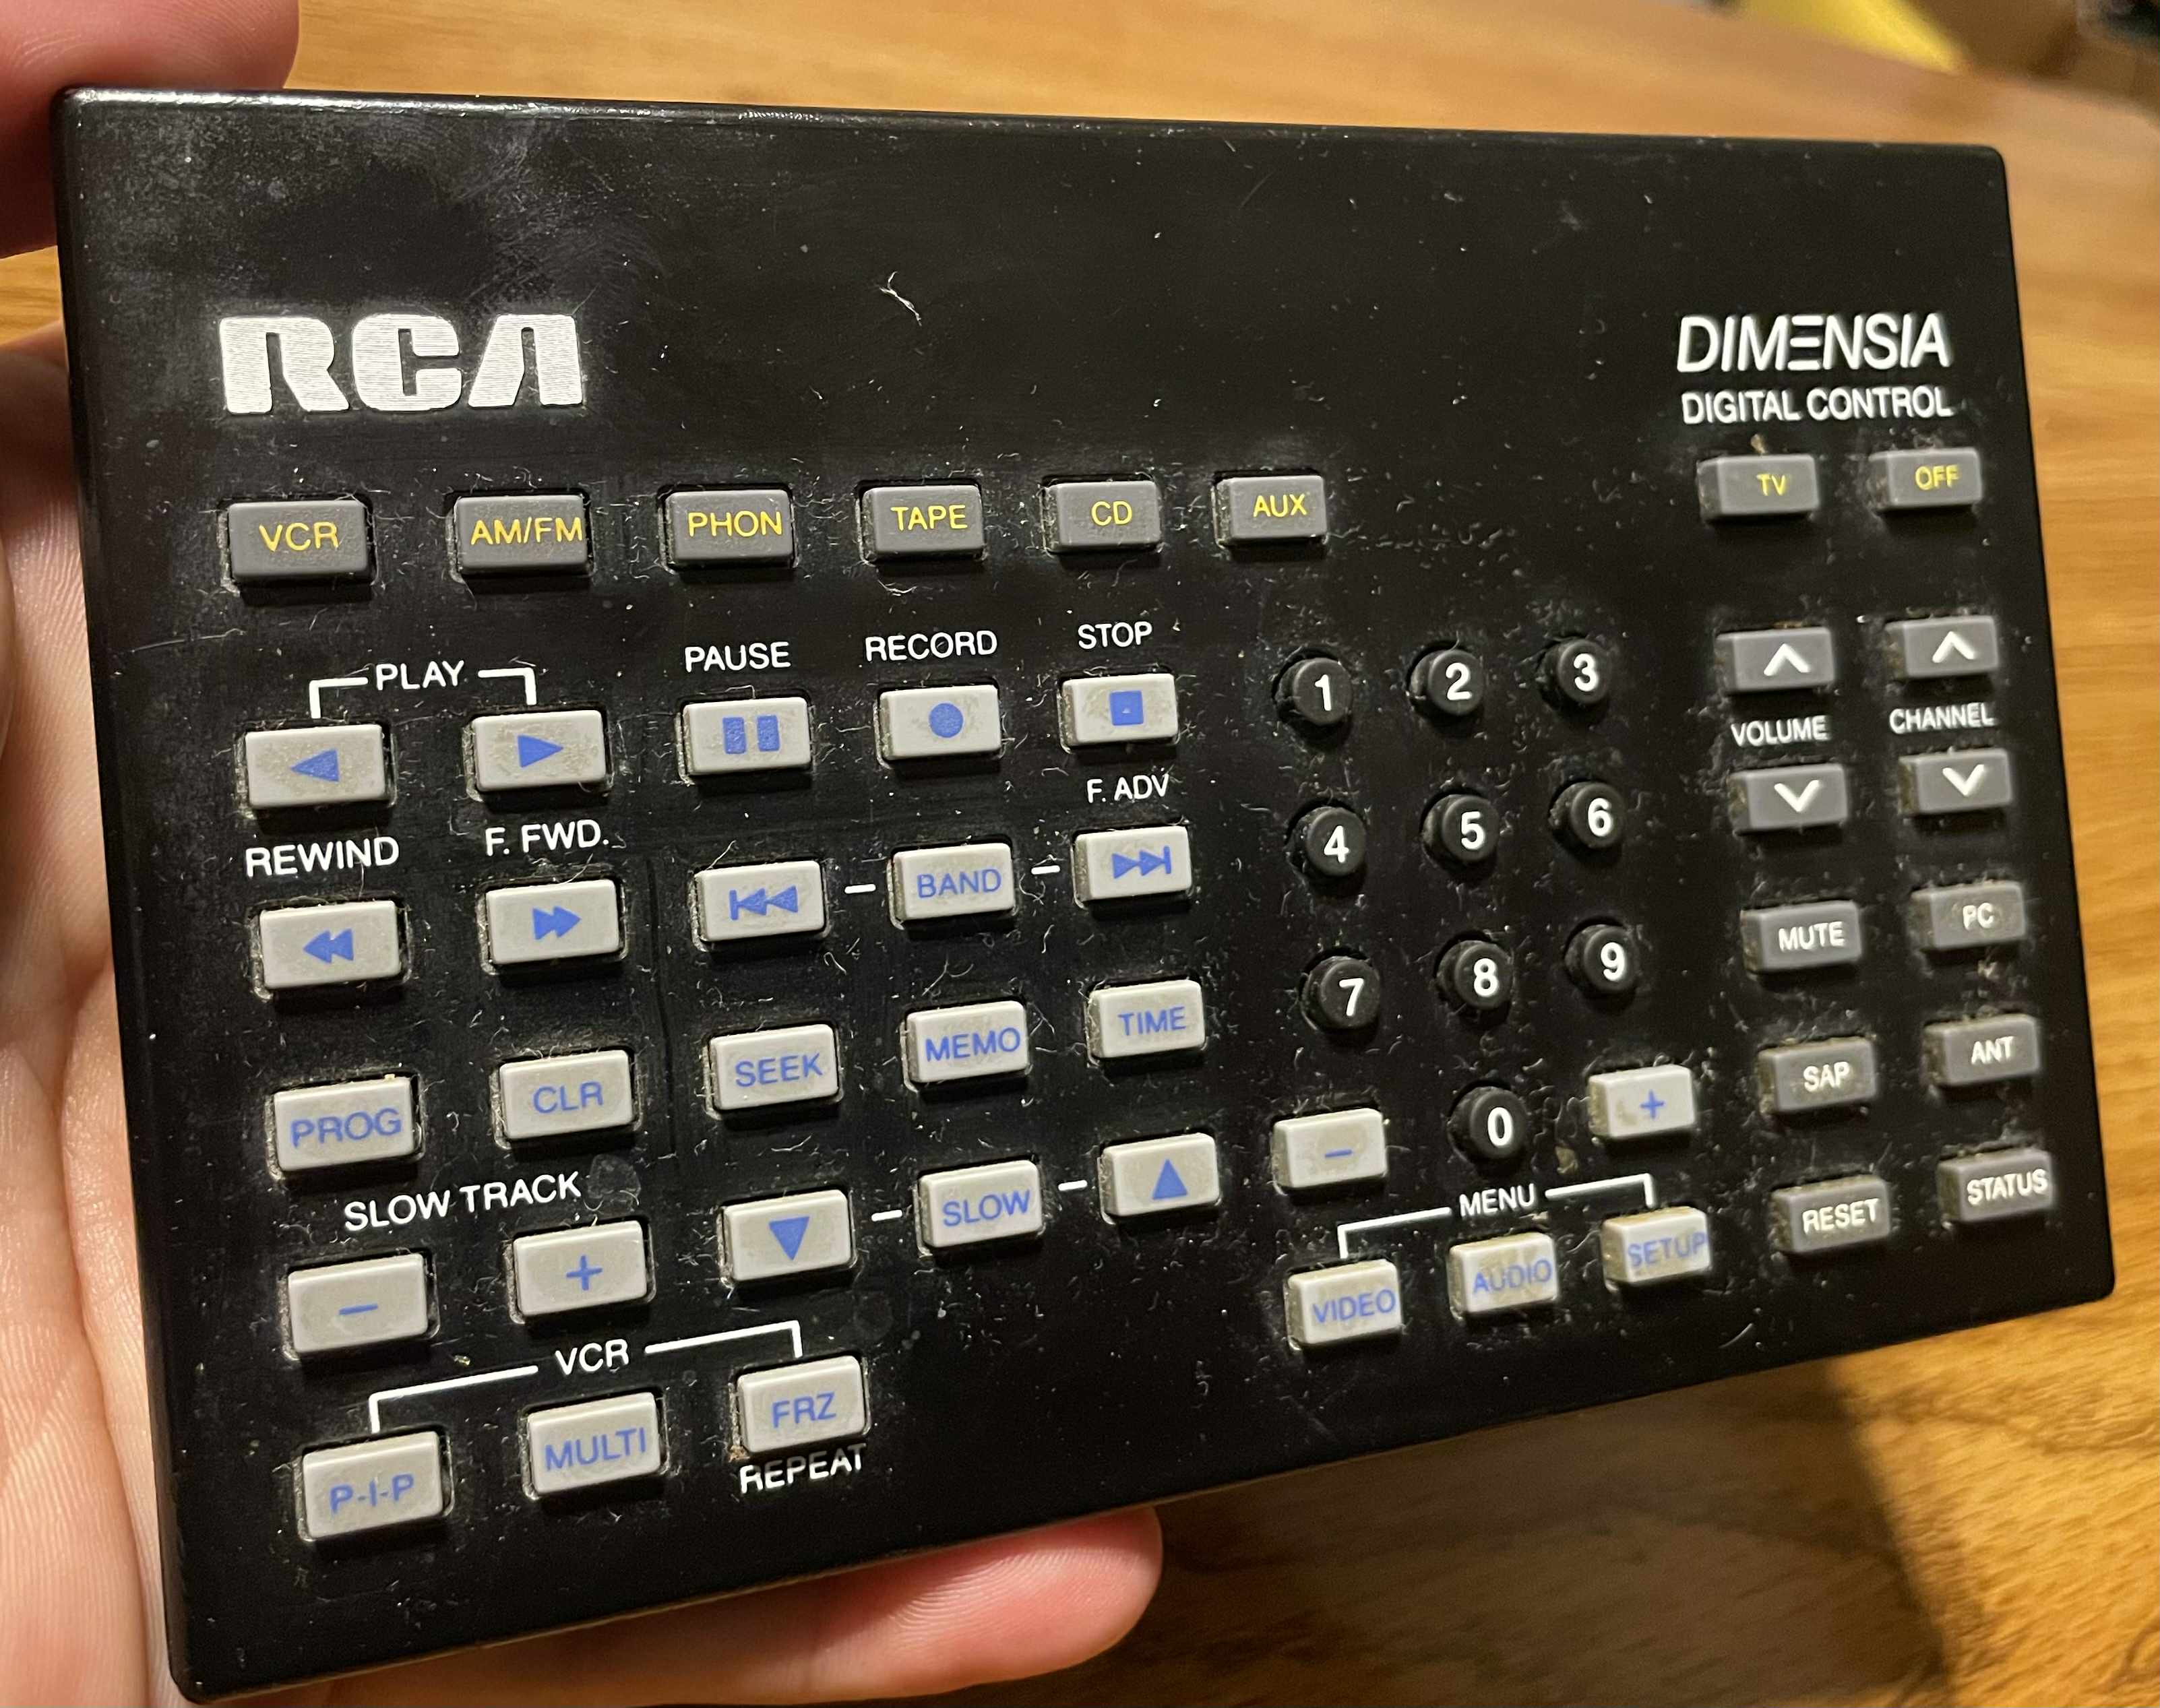 RCA
DIMENSIA
DIGITAL CONTROL
VCR AM/FM PHON TAPE CD AUX TV OFF
PLAY PAUSE RECORD STOP
1 2 3
VOLUME CHANNEL
REWIND F. FWD. F. ADV
BAND
4 5 6
MUTE PC
PROG CLR SEEK MEMO TIME
7 8 9
SAP ANT
SLOW TRACK
- + SLOW
- 0 +
MENU
VIDEO AUDIO SETUP
RESET STATUS
VCR
P-I-P MULTI FRZ
REPEAT